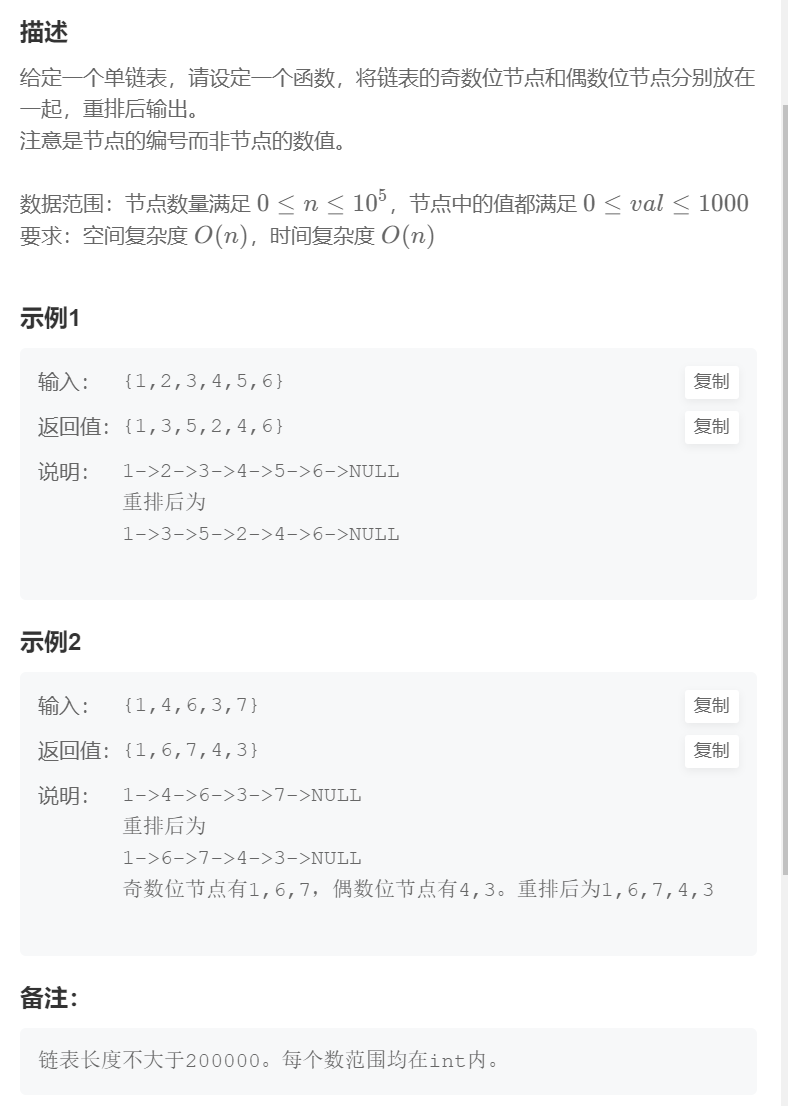 描述
给定一个单链表，请设定一个函数，将链表的奇数位节点和偶数位节点分别放在
一起，重排后输出。
注意是节点的编号而非节点的数值。
数据范围：节点数量满足 0 ≤ n ≤ 10^5，节点中的值都满足 0 ≤ val ≤ 1000
要求：空间复杂度 O(n)，时间复杂度 O(n)
示例1
输入： {1,2,3,4,5,6} 复制
返回值： {1,3,5,2,4,6} 复制
说明： 1->2->3->4->5->6->NULL
重排后为
1->3->5->2->4->6->NULL
示例2
输入： {1,4,6,3,7} 复制
返回值： {1,6,7,4,3} 复制
说明： 1->4->6->3->7->NULL
重排后为
1->6->7->4->3->NULL
奇数位节点有1,6,7，偶数位节点有4,3。重排后为1,6,7,4,3
备注：
链表长度不大于200000。每个数范围均在int内。